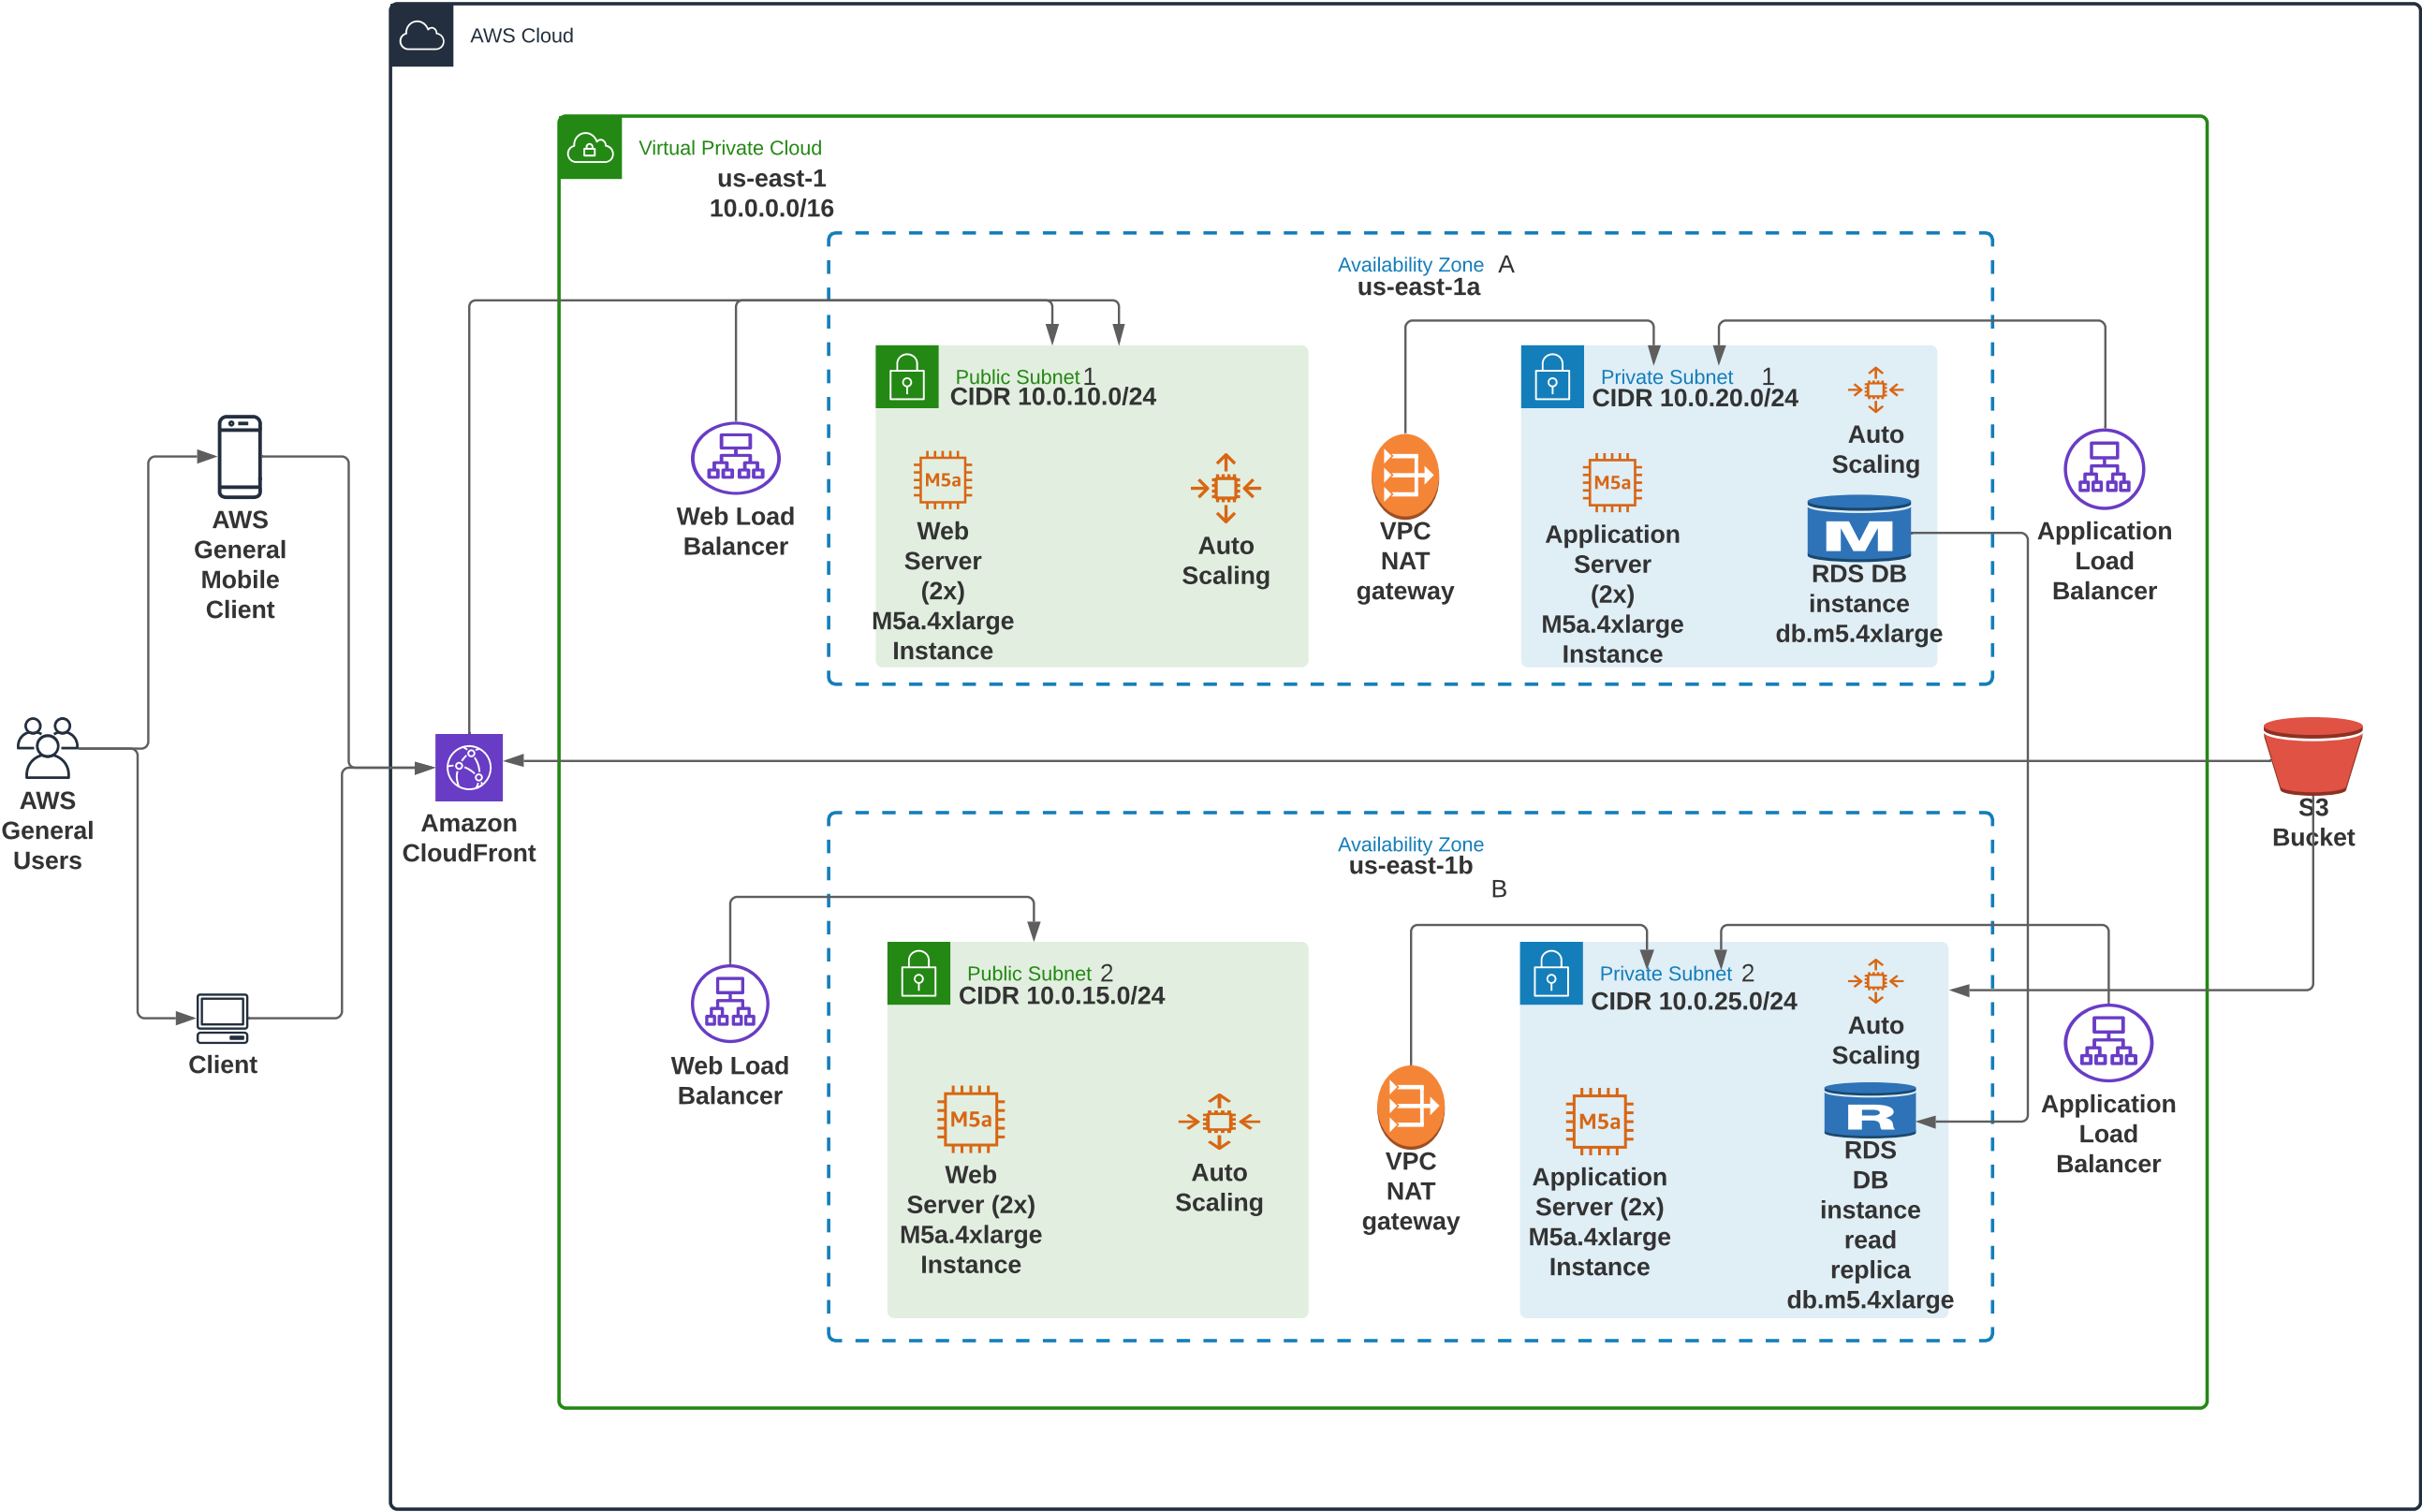 AWS Cloud
Virtual Private Cloud
us-east-1
10.0.0.0/16
Availability Zone A
us-east-1a
Public Subnet 1
CIDR 10.0.10.0/24
M5a
Web
Server
(2x)
M5a.4xlarge
Instance
Auto
Scaling
Web Load
Balancer
VPC
NAT
gateway
Private Subnet 1
CIDR 10.0.20.0/24
M5a
Application
Server
(2x)
M5a.4xlarge
Instance
Auto
Scaling
M
RDS DB
instance
db.m5.4xlarge
Application
Load
Balancer
AWS
General
Mobile
Client
AWS
General
Users
Client
Amazon
CloudFront
S3
Bucket
Availability Zone
us-east-1b
B
Web Load
Balancer
Public Subnet 2
CIDR 10.0.15.0/24
M5a
Web
Server (2x)
M5a.4xlarge
Instance
Auto
Scaling
VPC
NAT
gateway
Private Subnet 2
CIDR 10.0.25.0/24
M5a
Application
Server (2x)
M5a.4xlarge
Instance
Auto
Scaling
R
RDS
DB
instance
read
replica
db.m5.4xlarge
Application
Load
Balancer